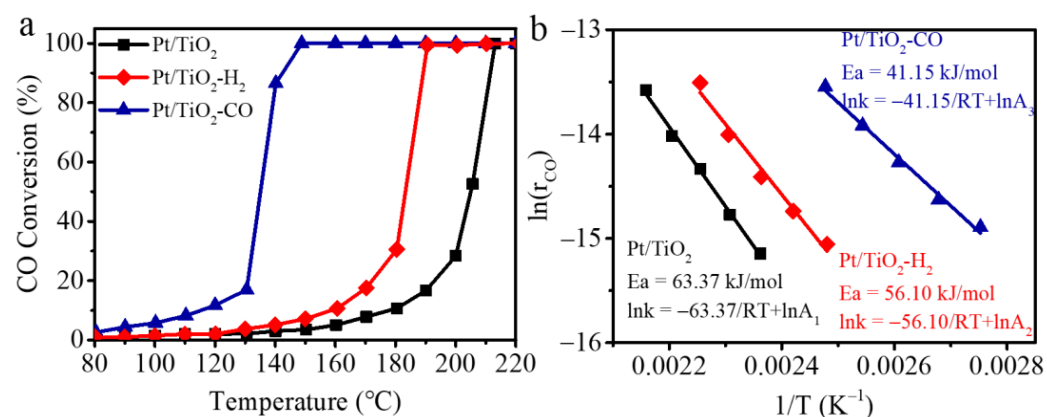 a
CO Conversion (%)
100
80
60
40
20
0
80 100 120 140 160 180 200 220
Temperature (°C)
Pt/TiO₂
Pt/TiO₂-H₂
Pt/TiO₂-CO
b
ln(r_CO)
−13
−14
−15
−16
0.0022 0.0024 0.0026 0.0028
1/T (K⁻¹)
Pt/TiO₂-CO
Ea = 41.15 kJ/mol
lnk = −41.15/RT+lnA₃
Pt/TiO₂
Ea = 63.37 kJ/mol
lnk = −63.37/RT+lnA₁
Pt/TiO₂-H₂
Ea = 56.10 kJ/mol
lnk = −56.10/RT+lnA₂